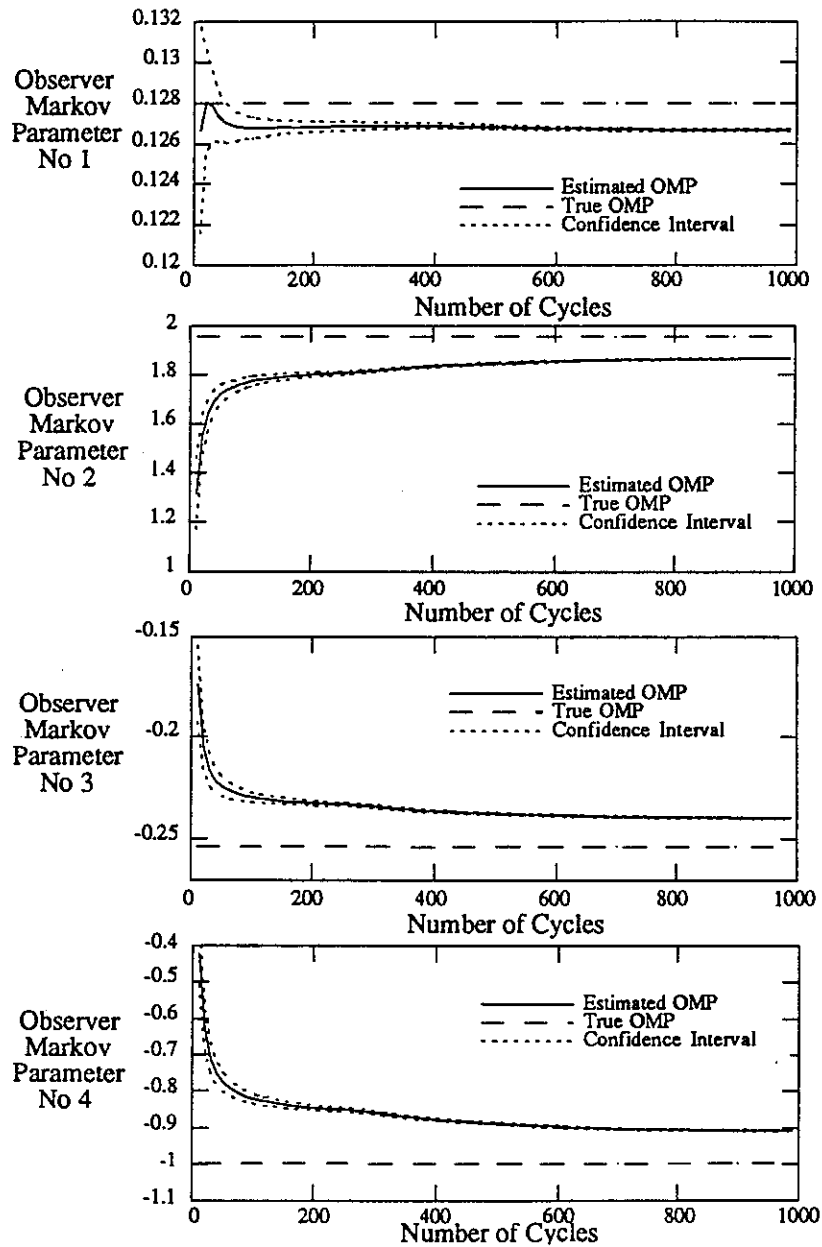 0.132
0.13
0.128
0.126
0.124
0.122
0.12
Observer
Markov
Parameter
No 1
Estimated OMP
True OMP
Confidence Interval
0 200 400 600 800 1000
Number of Cycles
2
1.8
1.6
1.4
1.2
1
Observer
Markov
Parameter
No 2
Estimated OMP
True OMP
Confidence Interval
0 200 400 600 800 1000
Number of Cycles
-0.15
-0.2
-0.25
Observer
Markov
Parameter
No 3
Estimated OMP
True OMP
Confidence Interval
0 200 400 600 800 1000
Number of Cycles
-0.4
-0.5
-0.6
-0.7
-0.8
-0.9
-1
-1.1
Observer
Markov
Parameter
No 4
Estimated OMP
True OMP
Confidence Interval
0 200 400 600 800 1000
Number of Cycles